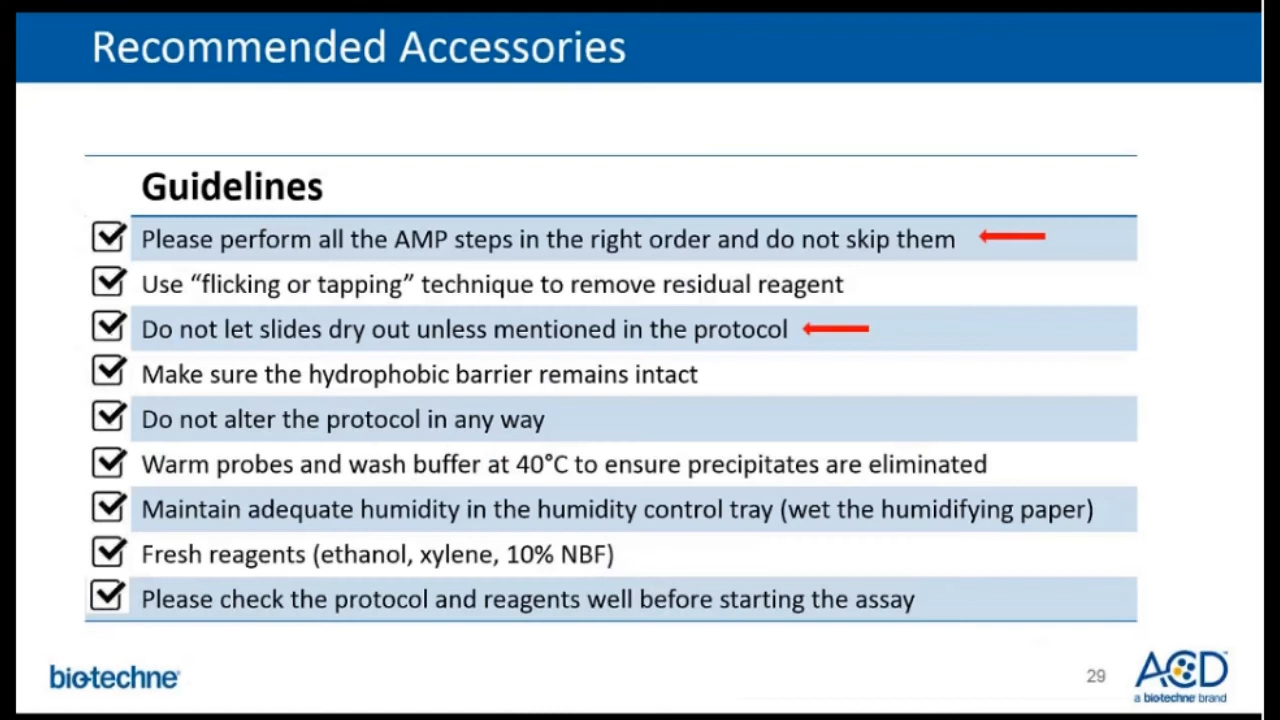 Recommended Accessories
Guidelines
Please perform all the AMP steps in the right order and do not skip them
Use “flicking or tapping” technique to remove residual reagent
Do not let slides dry out unless mentioned in the protocol
Make sure the hydrophobic barrier remains intact
Do not alter the protocol in any way
Warm probes and wash buffer at 40°C to ensure precipitates are eliminated
Maintain adequate humidity in the humidity control tray (wet the humidifying paper)
Fresh reagents (ethanol, xylene, 10% NBF)
Please check the protocol and reagents well before starting the assay
bio-techne
29
ACD
a biotechne brand